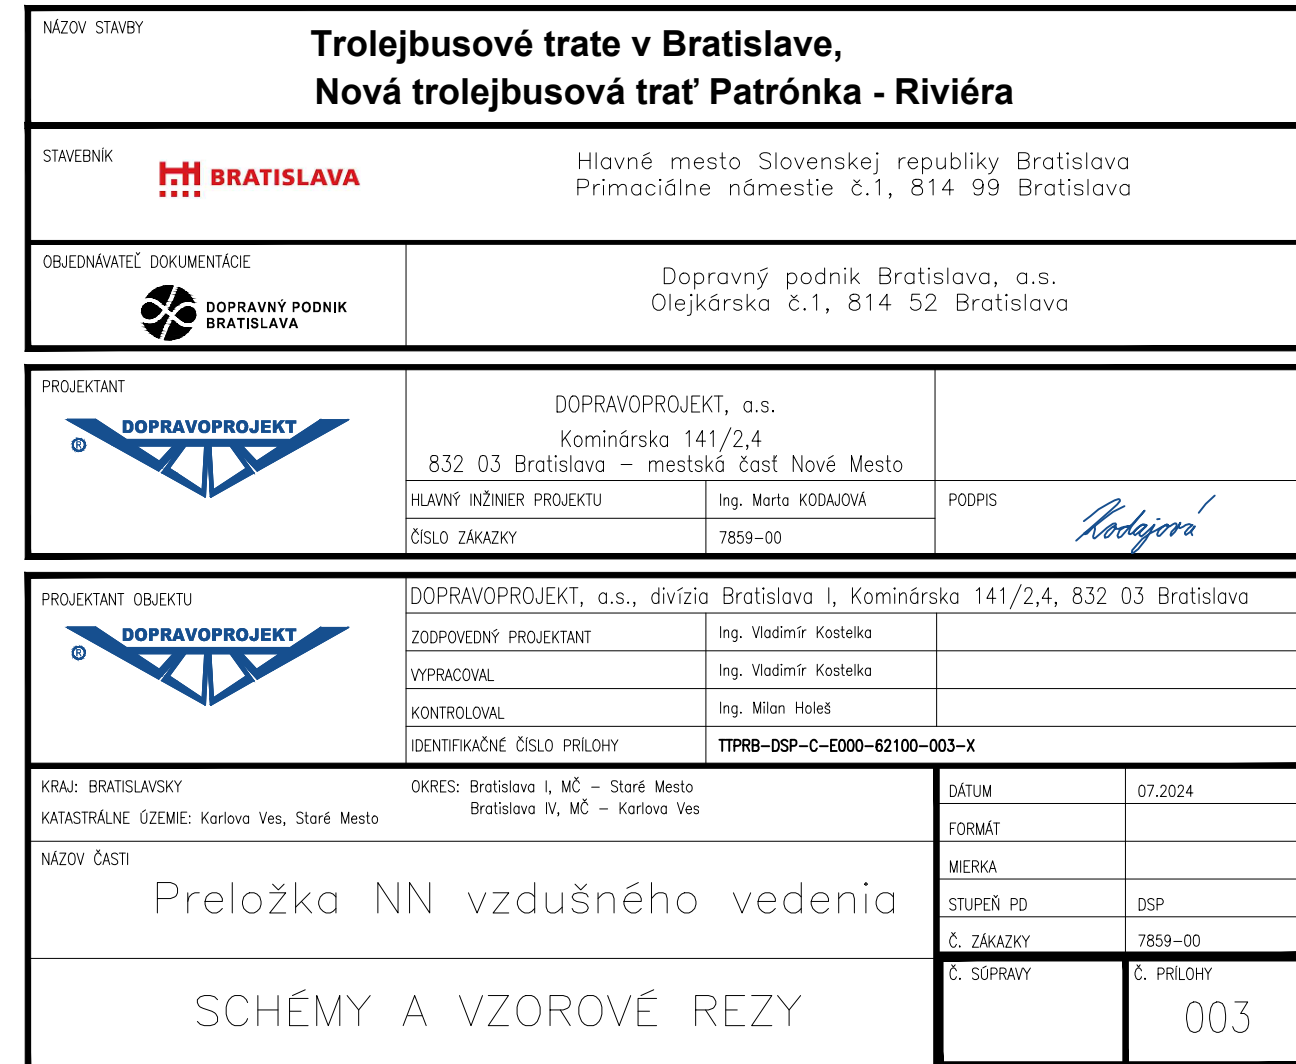 NÁZOV STAVBY
Trolejbusové trate v Bratislave,
Nová trolejbusová trať Patrónka - Riviéra
STAVEBNÍK
BRATISLAVA
Hlavné mesto Slovenskej republiky Bratislava
Primaciálne námestie č.1, 814 99 Bratislava
OBJEDNÁVATEĽ DOKUMENTÁCIE
DOPRAVNÝ PODNIK
BRATISLAVA
Dopravný podnik Bratislava, a.s.
Olejkárska č.1, 814 52 Bratislava
PROJEKTANT
DOPRAVOPROJEKT
®
DOPRAVOPROJEKT, a.s.
Kominárska 141/2,4
832 03 Bratislava – mestská časť Nové Mesto
HLAVNÝ INŽINIER PROJEKTU Ing. Marta KODAJOVÁ
PODPIS Kodajová
ČÍSLO ZÁKAZKY 7859–00
PROJEKTANT OBJEKTU
DOPRAVOPROJEKT
®
DOPRAVOPROJEKT, a.s., divízia Bratislava I, Kominárska 141/2,4, 832 03 Bratislava
ZODPOVEDNÝ PROJEKTANT Ing. Vladimír Kostelka
VYPRACOVAL Ing. Vladimír Kostelka
KONTROLOVAL Ing. Milan Holeš
IDENTIFIKAČNÉ ČÍSLO PRÍLOHY TTPRB–DSP–C–E000–62100–003–X
KRAJ: BRATISLAVSKY
KATASTRÁLNE ÚZEMIE: Karlova Ves, Staré Mesto
OKRES: Bratislava I, MČ – Staré Mesto
Bratislava IV, MČ – Karlova Ves
DÁTUM 07.2024
FORMÁT
MIERKA
STUPEŇ PD DSP
Č. ZÁKAZKY 7859–00
NÁZOV ČASTI
Preložka NN vzdušného vedenia
SCHÉMY A VZOROVÉ REZY
Č. SÚPRAVY
Č. PRÍLOHY
003